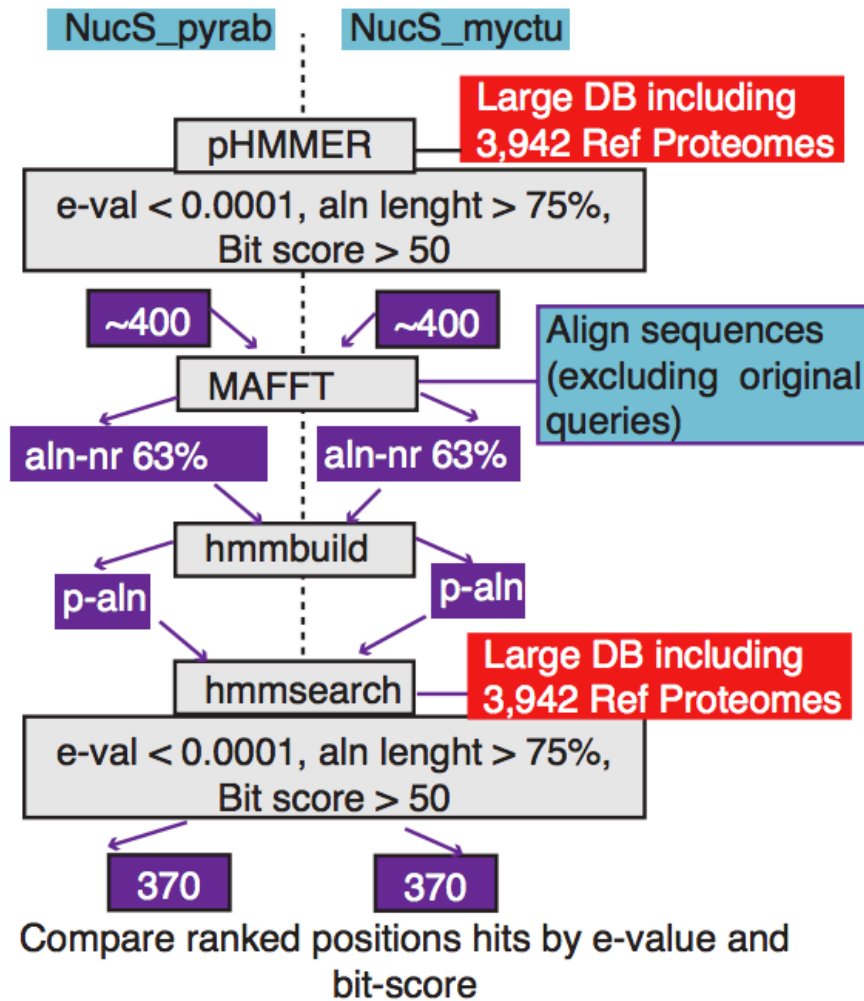 NucS_pyrab
NucS_myctu
Large DB including
3,942 Ref Proteomes
pHMMER
e-val < 0.0001, aln lenght > 75%,
Bit score > 50
~400
~400
Align sequences
(excluding original
queries)
MAFFT
aln-nr 63%
aln-nr 63%
hmmbuild
p-aln
p-aln
Large DB including
3,942 Ref Proteomes
hmmsearch
e-val < 0.0001, aln lenght > 75%,
Bit score > 50
370
370
Compare ranked positions hits by e-value and
bit-score